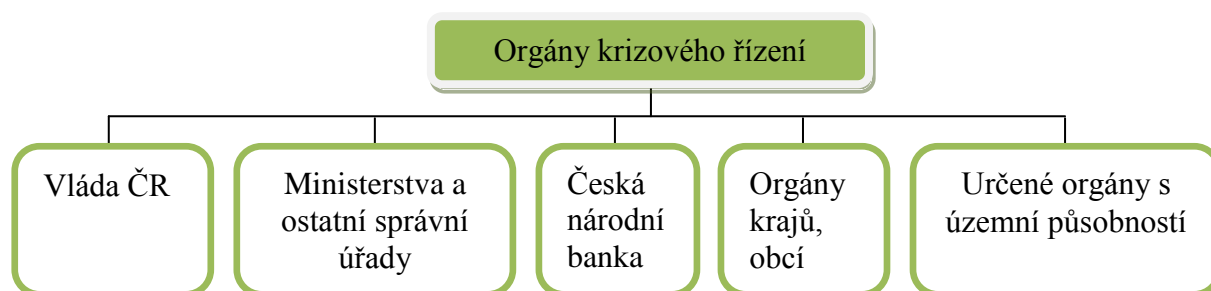 Orgány krizového řízení
Vláda ČR
Ministerstva a
ostatní správní
úřady
Česká
národní
banka
Orgány
krajů,
obcí
Určené orgány s
územní působností